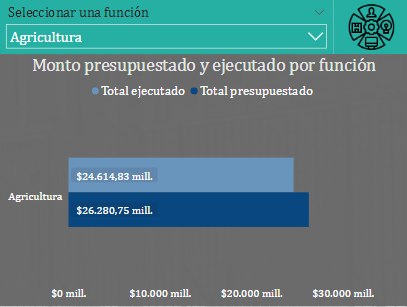 Seleccionar una función
Agricultura
Monto presupuestado y ejecutado por función
Total ejecutado Total presupuestado
$24.614,83 mill.
Agricultura
$26.280,75 mill.
$0 mill. $10.000 mill. $20.000 mill. $30.000 mill.